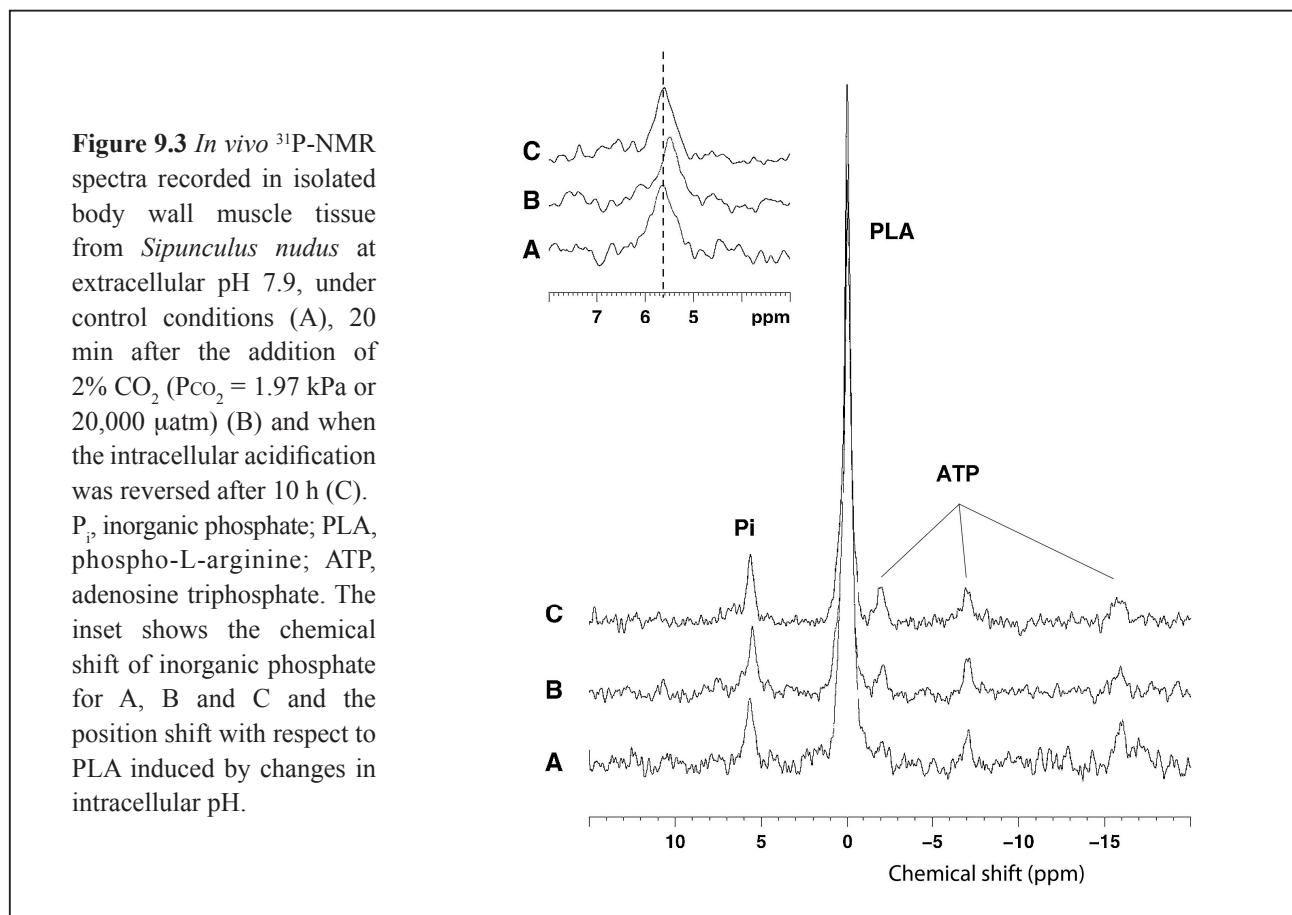 Figure 9.3 In vivo ³¹P-NMR
spectra recorded in isolated
body wall muscle tissue
from Sipunculus nudus at
extracellular pH 7.9, under
control conditions (A), 20
min after the addition of
2% CO₂ (Pco₂ = 1.97 kPa or
20,000 µatm) (B) and when
the intracellular acidification
was reversed after 10 h (C).
Pᵢ, inorganic phosphate; PLA,
phospho-L-arginine; ATP,
adenosine triphosphate. The
inset shows the chemical
shift of inorganic phosphate
for A, B and C and the
position shift with respect to
PLA induced by changes in
intracellular pH.
C
B
A
7 6 5 ppm
PLA
ATP
Pi
C
B
A
10 5 0 −5 −10 −15
Chemical shift (ppm)